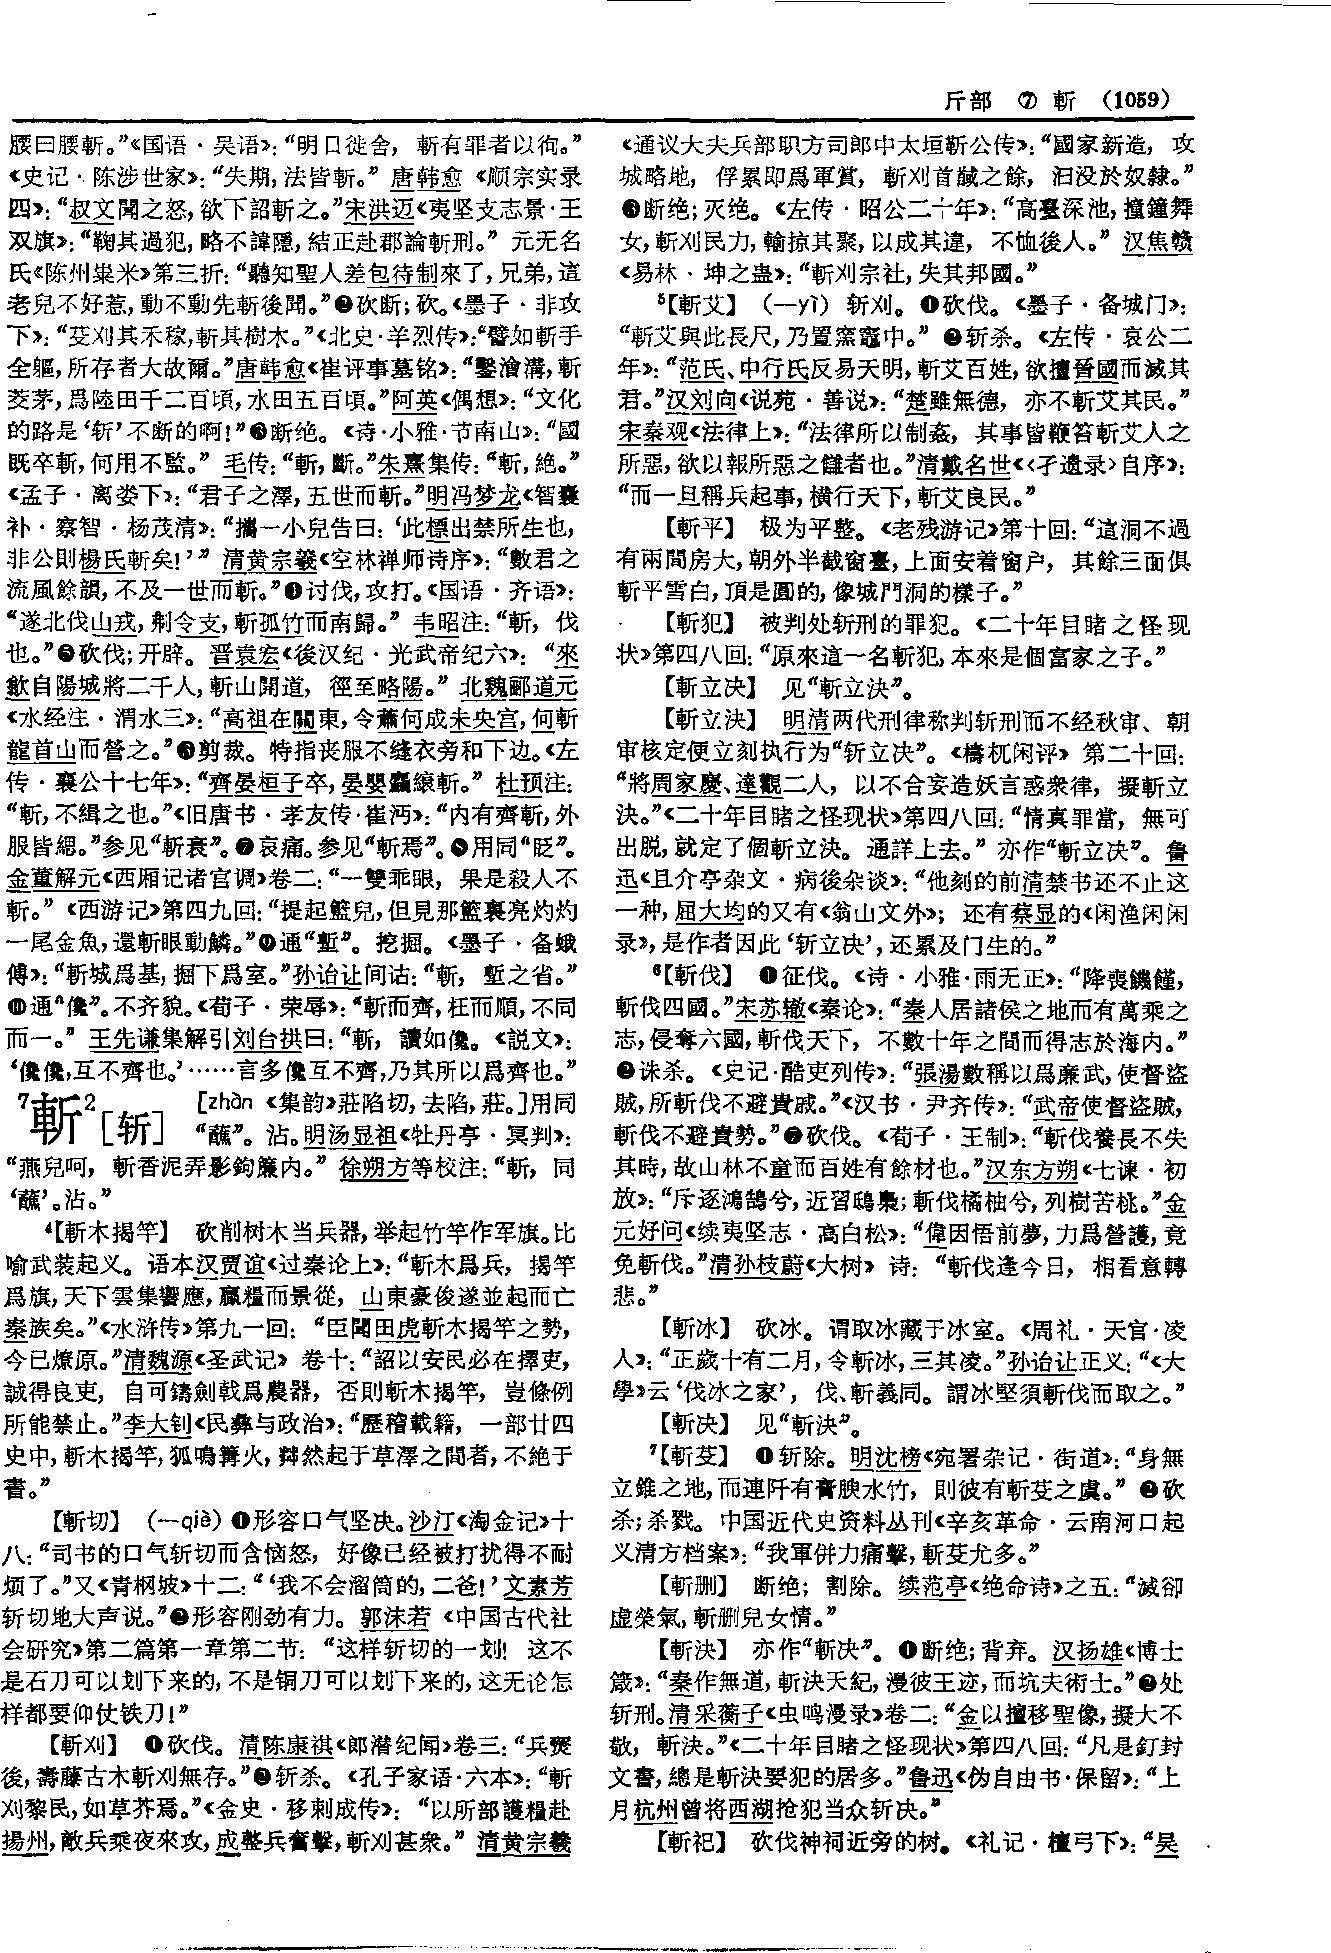 斤部 ⑦ 斬 (1059)
腰曰腰斬。”《国语·吴语》：“明日徙舍，斬有罪者以徇。”
《史记·陈涉世家》：“失期，法皆斬。” 唐韩愈《顺宗实录
四》：“叔文聞之怒，欲下詔斬之。”宋洪迈《夷坚支志景·王
双旗》：“鞠其過犯，略不諱隱，結正赴郡論斬刑。” 元无名
氏《陈州粜米》第三折：“聽知聖人差包待制來了，兄弟，這
老兒不好惹，動不動先斬後聞。”❷砍断；砍。《墨子·非攻
下》：“芟刈其禾稼，斬其樹木。”《北史·羊烈传》：“譬如斬手
全軀，所存者大故爾。”唐韩愈《崔评事墓铭》：“鑿澮溝，斬
茭茅，爲陸田千二百頃，水田五百頃。”阿英《偶想》：“文化
的路是‘斩’不断的啊！”❸断绝。《诗·小雅·节南山》：“國
既卒斬，何用不監。” 毛传：“斬，斷。”朱熹集传：“斬，絶。”
《孟子·离娄下》：“君子之澤，五世而斬。”明冯梦龙《智囊
补·察智·杨茂清》：“攜一小兒告曰：‘此標出禁所生也，
非公則楊氏斬矣！’” 清黄宗羲《空林禅师诗序》：“數君之
流風餘韻，不及一世而斬。”❹讨伐，攻打。《国语·齐语》：
“遂北伐山戎，刜令支，斬孤竹而南歸。” 韦昭注：“斬，伐
也。”❺砍伐；开辟。晋袁宏《後汉纪·光武帝纪六》：“來
歙自陽城將二千人，斬山開道，徑至略陽。” 北魏郦道元
《水经注·渭水三》：“高祖在關東，令蕭何成未央宫，何斬
龍首山而營之。”❻剪裁。特指丧服不缝衣旁和下边。《左
传·襄公十七年》：“齊晏桓子卒，晏嬰麤縗斬。” 杜预注：
“斬，不緝之也。”《旧唐书·孝友传·崔沔》：“内有齊斬，外
服皆緦。”参见“斬衰”。❼哀痛。参见“斬焉”。❽用同“眨”。
金董解元《西厢记诸宫调》卷二：“一雙乖眼，果是殺人不
斬。”《西游记》第四九回：“提起籃兒，但見那籃裏亮灼灼
一尾金魚，還斬眼動鱗。”❾通“塹”。挖掘。《墨子·备蛾
傅》：“斬城爲基，掘下爲室。”孙诒让间诂：“斬，塹之省。”
❿通“儳”。不齐貌。《荀子·荣辱》：“斬而齊，枉而順，不同
而一。” 王先谦集解引刘台拱曰：“斬，讀如儳。《説文》：
‘儳儳，互不齊也。’……言多儳互不齊，乃其所以爲齊也。”
7斬2[斩] [zhàn 《集韵》莊陷切，去陷，莊。]用同
“蘸”。沾。明汤显祖《牡丹亭·冥判》：
“燕兒呵，斬香泥弄影鉤簾内。” 徐朔方等校注：“斬，同
‘蘸’。沾。”
4【斬木揭竿】 砍削树木当兵器，举起竹竿作军旗。比
喻武装起义。语本汉贾谊《过秦论上》：“斬木爲兵，揭竿
爲旗，天下雲集響應，贏糧而景從，山東豪俊遂並起而亡
秦族矣。”《水浒传》第九一回：“臣聞田虎斬木揭竿之勢，
今已燎原。”清魏源《圣武记》卷十：“詔以安民必在擇吏，
誠得良吏，自可鑄劍戟爲農器，否則斬木揭竿，豈條例
所能禁止。”李大钊《民彝与政治》：“歷稽載籍，一部廿四
史中，斬木揭竿，狐鳴篝火，舜然起于草澤之間者，不絶于
書。”
【斬切】 （—qiè）❶形容口气坚决。沙汀《淘金记》十
八：“司书的口气斩切而含恼怒，好像已经被打扰得不耐
烦了。”又《青枫坡》十二：“‘我不会溜筒的，二爸！’文素芳
斩切地大声说。”❷形容刚劲有力。郭沫若《中国古代社
会研究》第二篇第一章第二节：“这样斩切的一划！这不
是石刀可以划下来的，不是铜刀可以划下来的，这无论怎
样都要仰仗铁刀！”
【斬刈】 ❶砍伐。清陈康祺《郎潜纪闻》卷三：“兵燹
後，壽藤古木斬刈無存。”❷斩杀。《孔子家语·六本》：“斬
刈黎民，如草芥焉。”《金史·移剌成传》：“以所部護糧赴
揚州，敵兵乘夜來攻，成整兵奮擊，斬刈甚衆。” 清黄宗羲
《通议大夫兵部职方司郎中太垣靳公传》：“國家新造，攻
城略地，俘累即爲軍賞，斬刈首馘之餘，汩没於奴隸。”
❸断绝；灭绝。《左传·昭公二十年》：“高臺深池，撞鐘舞
女，斬刈民力，輸掠其聚，以成其違，不恤後人。” 汉焦赣
《易林·坤之蛊》：“斬刈宗社，失其邦國。”
5【斬艾】 （—yì） 斩刈。❶砍伐。《墨子·备城门》：
“斬艾與此長尺，乃置窯竈中。” ❷斩杀。《左传·哀公二
年》：“范氏、中行氏反易天明，斬艾百姓，欲擅晉國而滅其
君。”汉刘向《说苑·善说》：“楚雖無德，亦不斬艾其民。”
宋秦观《法律上》：“法律所以制姦，其事皆鞭笞斬艾人之
所惡，欲以報所惡之讎者也。”清戴名世《〈孑遗录〉自序》：
“而一旦稱兵起事，横行天下，斬艾良民。”
【斬平】 极为平整。《老残游记》第十回：“這洞不過
有兩間房大，朝外半截窗臺，上面安着窗户，其餘三面俱
斬平雪白，頂是圓的，像城門洞的樣子。”
【斬犯】 被判处斩刑的罪犯。《二十年目睹之怪现
状》第四八回：“原來這一名斬犯，本來是個富家之子。”
【斬立决】 见“斬立決”。
【斬立決】 明清两代刑律称判斩刑而不经秋审、朝
审核定便立刻执行为“斩立决”。《檮杌闲评》第二十回：
“將周家慶、達觀二人，以不合妄造妖言惑衆律，擬斬立
決。”《二十年目睹之怪现状》第四八回：“情真罪當，無可
出脱，就定了個斬立決。通詳上去。” 亦作“斬立决”。鲁
迅《且介亭杂文·病後杂谈》：“他刻的前清禁书还不止这
一种，屈大均的又有《翁山文外》；还有蔡显的《闲渔闲闲
录》，是作者因此‘斩立决’，还累及门生的。”
6【斬伐】 ❶征伐。《诗·小雅·雨无正》：“降喪饑饉，
斬伐四國。”宋苏辙《秦论》：“秦人居諸侯之地而有萬乘之
志，侵奪六國，斬伐天下，不數十年之間而得志於海内。”
❷诛杀。《史记·酷吏列传》：“張湯數稱以爲廉武，使督盜
賊，所斬伐不避貴戚。”《汉书·尹齐传》：“武帝使督盜賊，
斬伐不避貴勢。”❸砍伐。《荀子·王制》：“斬伐養長不失
其時，故山林不童而百姓有餘材也。”汉东方朔《七谏·初
放》：“斥逐鴻鵠兮，近習鴟梟；斬伐橘柚兮，列樹苦桃。”金
元好问《续夷坚志·高白松》：“偉因悟前夢，力爲營護，竟
免斬伐。”清孙枝蔚《大树》诗：“斬伐逢今日，相看意轉
悲。”
【斬冰】 砍冰。谓取冰藏于冰室。《周礼·天官·凌
人》：“正歲十有二月，令斬冰，三其凌。”孙诒让正义：“《大
學》云‘伐冰之家’，伐、斬義同。謂冰堅須斬伐而取之。”
【斬决】 见“斬決”。
7【斬芟】 ❶斩除。明沈榜《宛署杂记·街道》：“身無
立錐之地，而連阡有膏腴水竹，則彼有斬芟之虞。” ❷砍
杀；杀戮。中国近代史资料丛刊《辛亥革命·云南河口起
义清方档案》：“我軍併力痛擊，斬芟尤多。”
【斬删】 断绝；割除。续范亭《绝命诗》之五：“滅卻
虚榮氣，斬删兒女情。”
【斬決】 亦作“斬决”。❶断绝；背弃。汉扬雄《博士
箴》：“秦作無道，斬決天紀，漫彼王迹，而坑夫術士。”❷处
斩刑。清采蘅子《虫鸣漫录》卷二：“金以擅移聖像，擬大不
敬，斬決。”《二十年目睹之怪现状》第四八回：“凡是釘封
文書，總是斬決要犯的居多。”鲁迅《伪自由书·保留》：“上
月杭州曾将西湖抢犯当众斩决。”
【斬祀】 砍伐神祠近旁的树。《礼记·檀弓下》：“吴